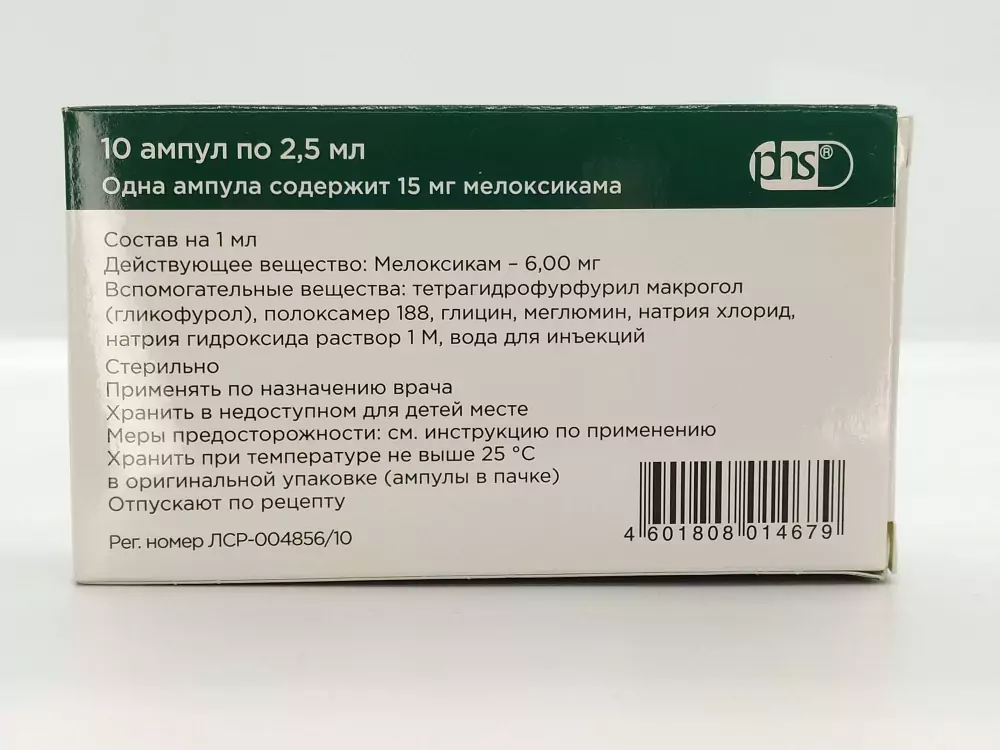 10 ампул по 2,5 мл
Одна ампула содержит 15 мг мелоксикама
phs®
Состав на 1 мл
Действующее вещество: Мелоксикам – 6,00 мг
Вспомогательные вещества: тетрагидрофурфурил макрогол
(гликофурол), полоксамер 188, глицин, меглюмин, натрия хлорид,
натрия гидроксида раствор 1 М, вода для инъекций
Стерильно
Применять по назначению врача
Хранить в недоступном для детей месте
Меры предосторожности: см. инструкцию по применению
Хранить при температуре не выше 25 °C
в оригинальной упаковке (ампулы в пачке)
Отпускают по рецепту
Рег. номер ЛСР-004856/10
4 601808 014679